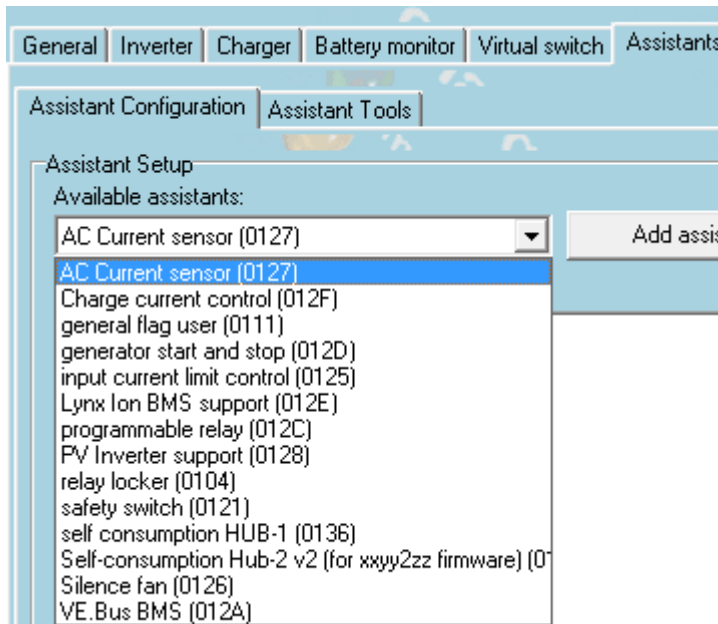 General Inverter Charger Battery monitor Virtual switch Assistants
Assistant Configuration Assistant Tools
Assistant Setup
Available assistants:
AC Current sensor (0127) Add assis
AC Current sensor (0127)
Charge current control (012F)
general flag user (0111)
generator start and stop (012D)
input current limit control (0125)
Lynx Ion BMS support (012E)
programmable relay (012C)
PV Inverter support (0128)
relay locker (0104)
safety switch (0121)
self consumption HUB-1 (0136)
Self-consumption Hub-2 v2 (for xxyy2zz firmware) (01
Silence fan (0126)
VE.Bus BMS (012A)